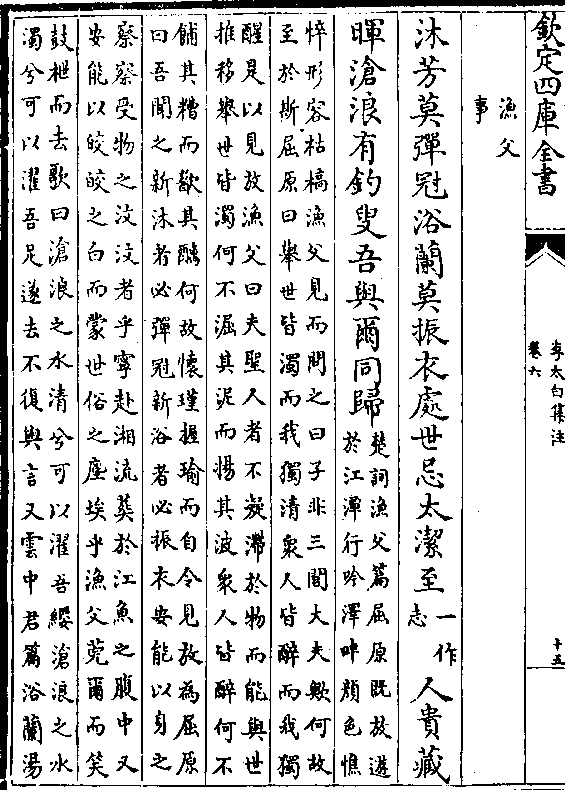 欽定四庫全書
李太白集注
卷六
十五
漁父
事
沐芳莫彈冠浴蘭莫振衣處世忌太潔至一作志人貴藏
暉滄浪有釣叟吾與爾同歸
楚詞漁父篇屈原既放遊
於江潭行吟澤畔顔色憔
悴形容枯槁漁父見而問之曰子非三閭大夫歟何故
至於斯屈原曰舉世皆濁而我獨清衆人皆醉而我獨
醒是以見放漁父曰夫聖人者不凝滯於物而能與世
推移舉世皆濁何不淈其泥而揚其波衆人皆醉何不
餔其糟而歠其醨何故懷瑾握瑜而自令見放為屈原
曰吾聞之新沐者必彈冠新浴者必振衣安能以身之
察察受物之汶汶者乎寧赴湘流葬於江魚之腹中又
安能以皎皎之白而蒙世俗之塵埃乎漁父莞爾而笑
鼓枻而去歌曰滄浪之水清兮可以濯吾纓滄浪之水
濁兮可以濯吾足遂去不復與言又雲中君篇浴蘭湯